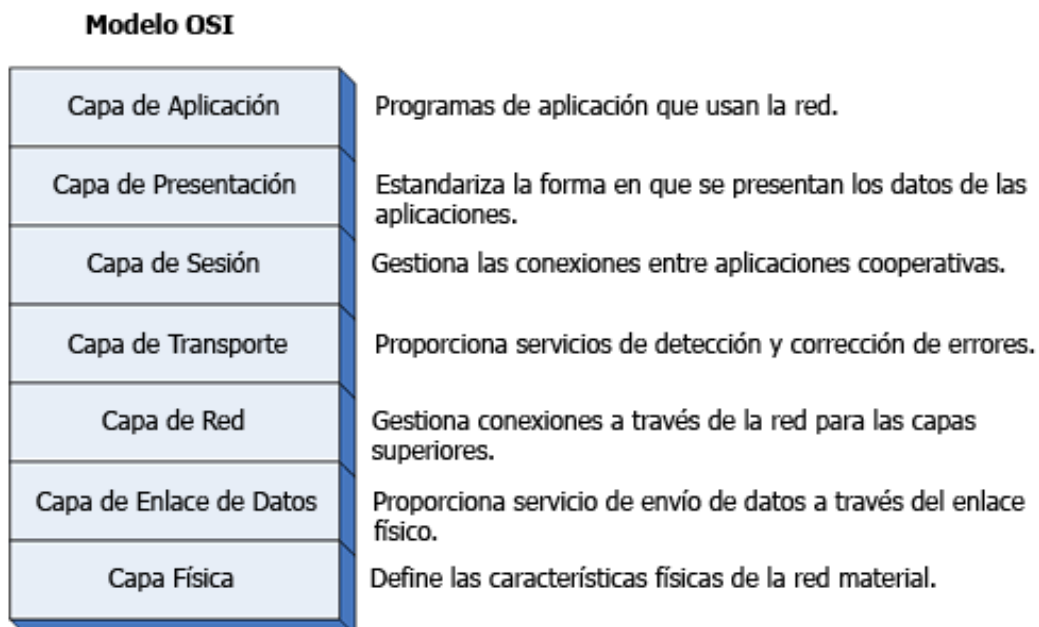 Modelo OSI
Capa de Aplicación
Programas de aplicación que usan la red.
Capa de Presentación
Estandariza la forma en que se presentan los datos de las
aplicaciones.
Capa de Sesión
Gestiona las conexiones entre aplicaciones cooperativas.
Capa de Transporte
Proporciona servicios de detección y corrección de errores.
Capa de Red
Gestiona conexiones a través de la red para las capas
superiores.
Capa de Enlace de Datos
Proporciona servicio de envío de datos a través del enlace
físico.
Capa Física
Define las características físicas de la red material.